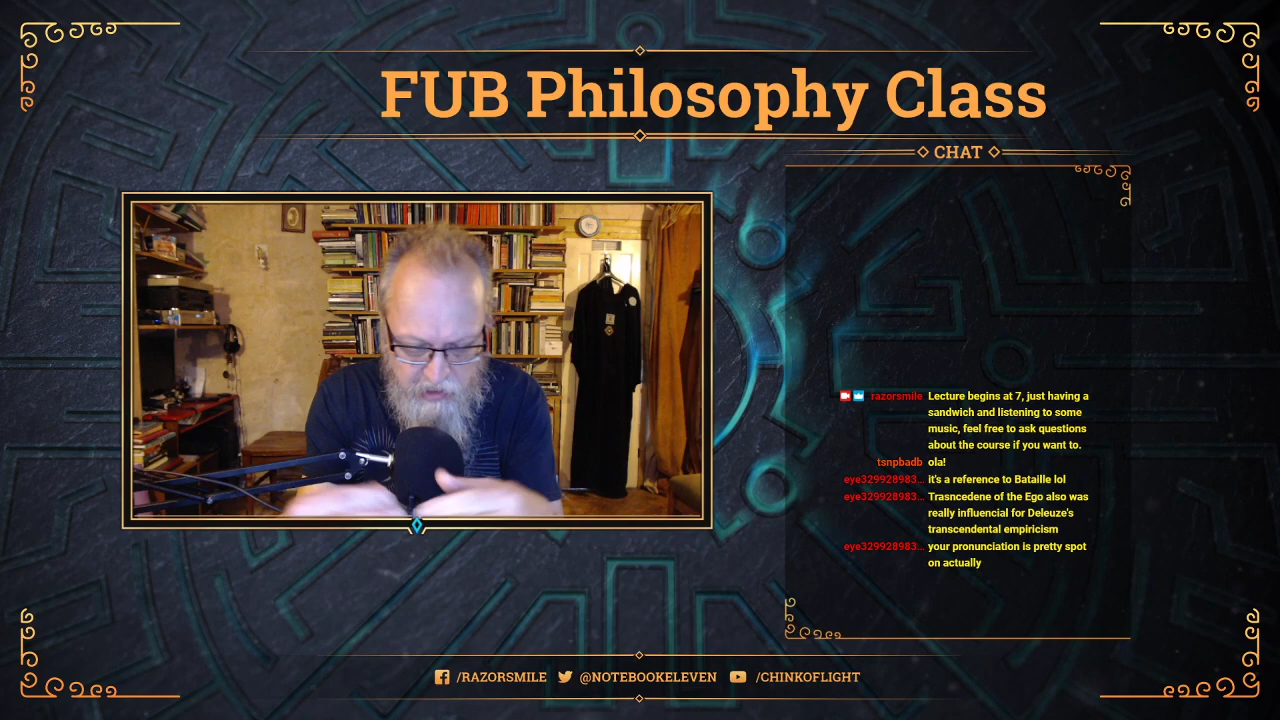 FUB Philosophy Class
CHAT
razorsmile Lecture begins at 7, just having a
sandwich and listening to some
music, feel free to ask questions
about the course if you want to.
tsnpbadb ola!
eye329928983... it's a reference to Bataille lol
eye329928983... Trasncedene of the Ego also was
really influencial for Deleuze's
transcendental empiricism
eye329928983... your pronunciation is pretty spot
on actually
/RAZORSMILE @NOTEBOOKELEVEN /CHINKOFLIGHT